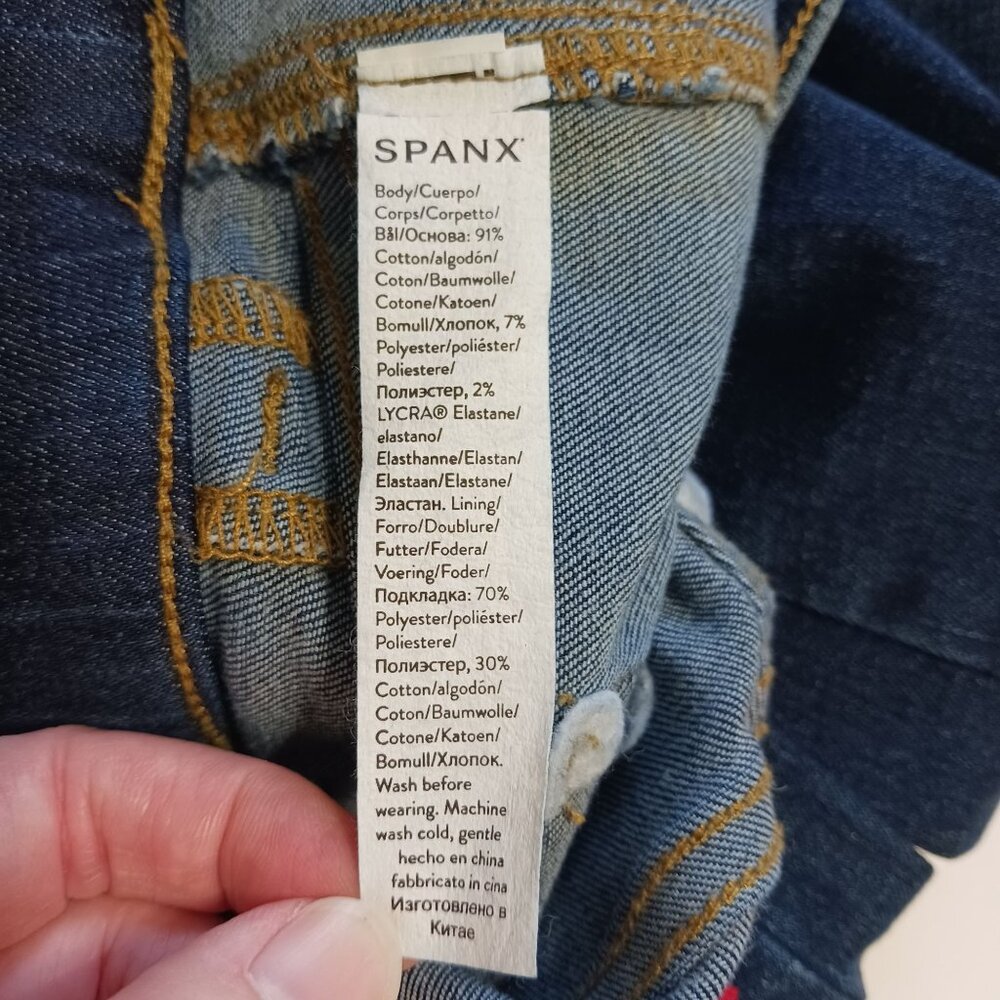 SPANX
Body/Cuerpo/
Corps/Corpetto/
Bål/Основа: 91%
Cotton/algodón/
Coton/Baumwolle/
Cotone/Katoen/
Bomull/Хлопок, 7%
Polyester/poliéster/
Poliestere/
Полиэстер, 2%
LYCRA® Elastane/
elastano/
Elasthanne/Elastan/
Elastaan/Elastane/
Эластан. Lining/
Forro/Doublure/
Futter/Fodera/
Voering/Foder/
Подкладка: 70%
Polyester/poliéster/
Poliestere/
Полиэстер, 30%
Cotton/algodón/
Coton/Baumwolle/
Cotone/Katoen/
Bomull/Хлопок.
Wash before
wearing. Machine
wash cold, gentle
hecho en china
fabbricato in cina
Изготовлено в
Китае